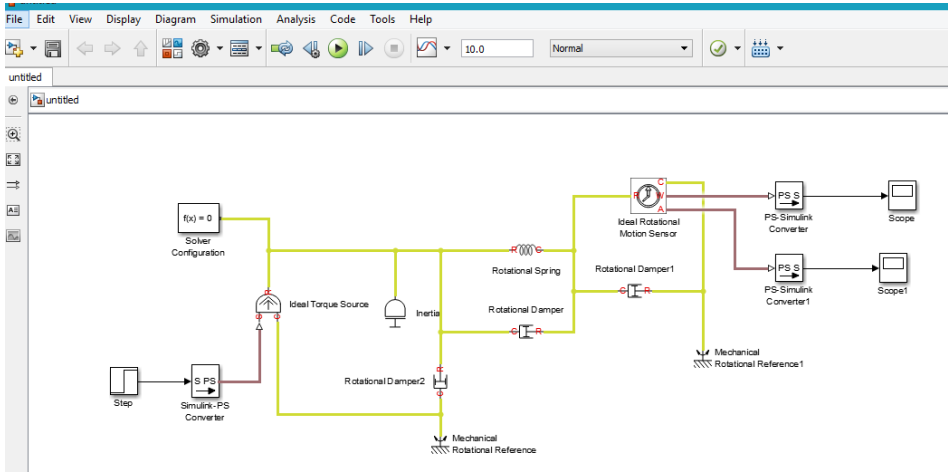 untitled
File Edit View Display Diagram Simulation Analysis Code Tools Help
10.0 Normal
untitled
untitled
f(x) = 0
Solver
Configuration
Ideal Torque Source
R
S
C
Inertia
R C
Rotational Spring
Rotational Damper
C R
Rotational Damper1
C R
Rotational Damper2
R
C
R
C
W
A
Ideal Rotational
Motion Sensor
PS S
PS-Simulink
Converter
Scope
PS S
PS-Simulink
Converter1
Scope1
Mechanical
Rotational Reference1
Step
S PS
Simulink-PS
Converter
Mechanical
Rotational Reference